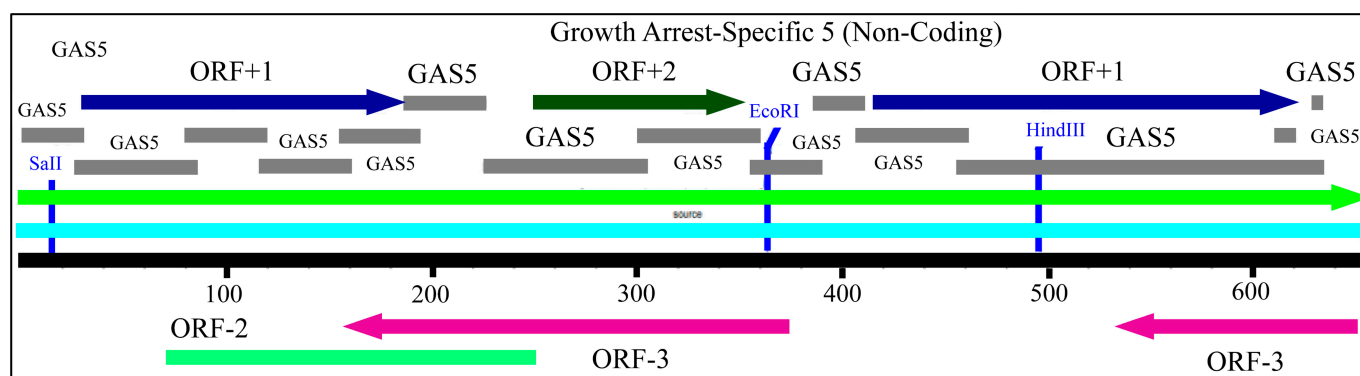 Growth Arrest-Specific 5 (Non-Coding)
GAS5
ORF+1
GAS5
ORF+2
GAS5
ORF+1
GAS5
GAS5
EcoRI
HindIII
GAS5
GAS5
GAS5
GAS5
GAS5
GAS5
GAS5
GAS5
GAS5
SaII
GAS5
GAS5
source
100
200
300
400
500
600
ORF-2
ORF-3
ORF-3